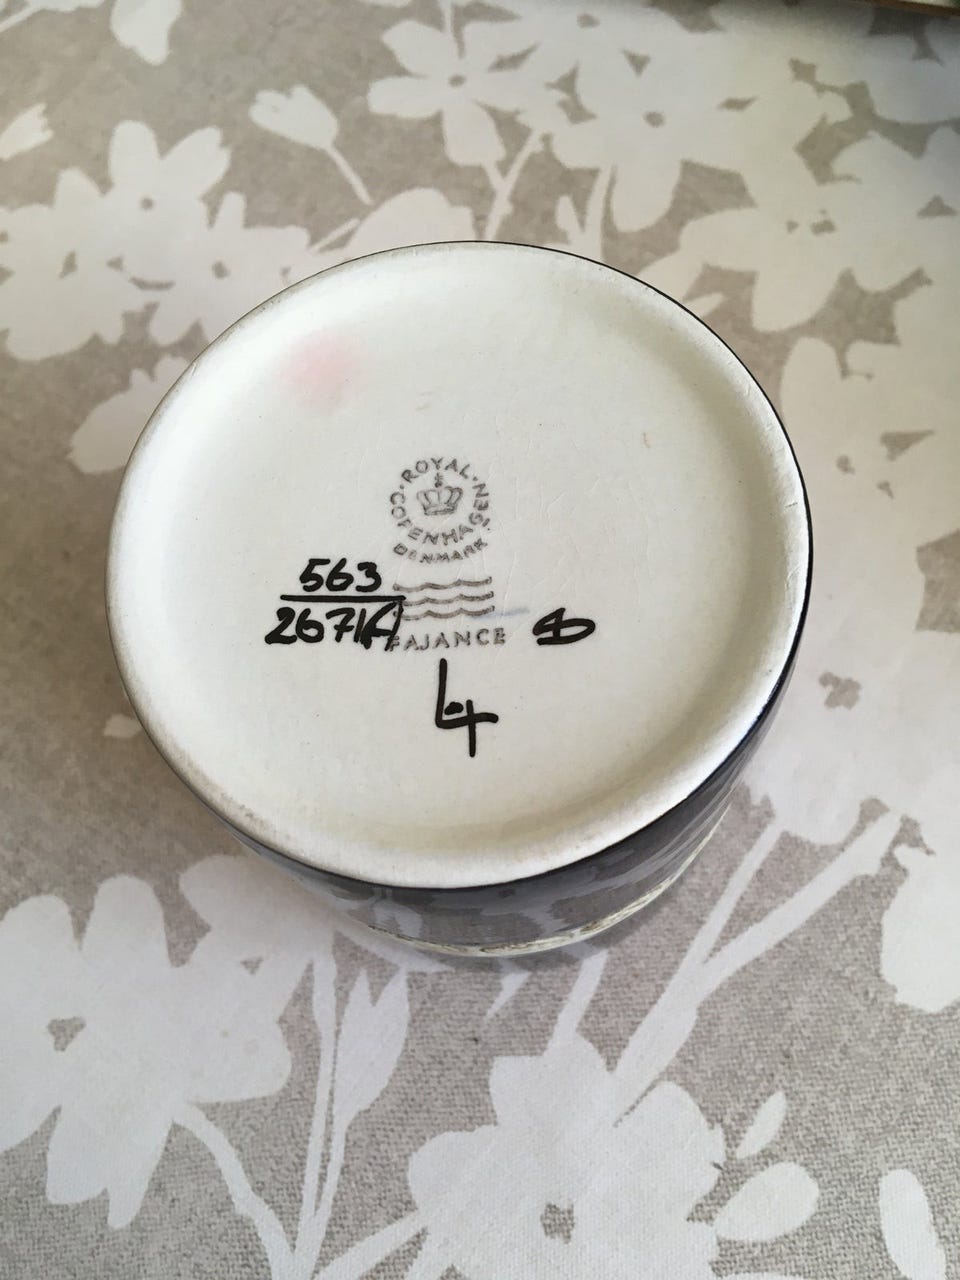 ROYAL
COPENHAGEN
DENMARK
563
2671
FAJANCE